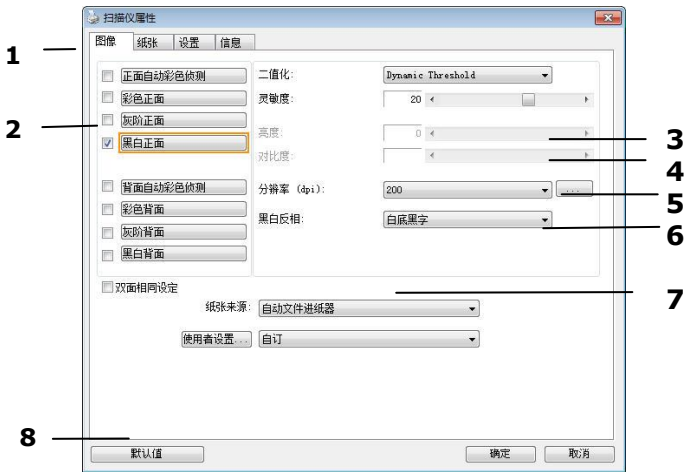 扫描仪属性
图像 纸张 设置 信息
1
正面自动彩色侦测
彩色正面
灰阶正面
黑白正面
2
背面自动彩色侦测
彩色背面
灰阶背面
黑白背面
二值化: Dynamic Threshold
灵敏度: 20
亮度: 0
3
对比度:
4
分辨率 (dpi): 200 ...
5
黑白反相: 白底黑字
6
双面相同设定
7
纸张来源: 自动文件进纸器
使用者设置... 自订
8
默认值 确定 取消